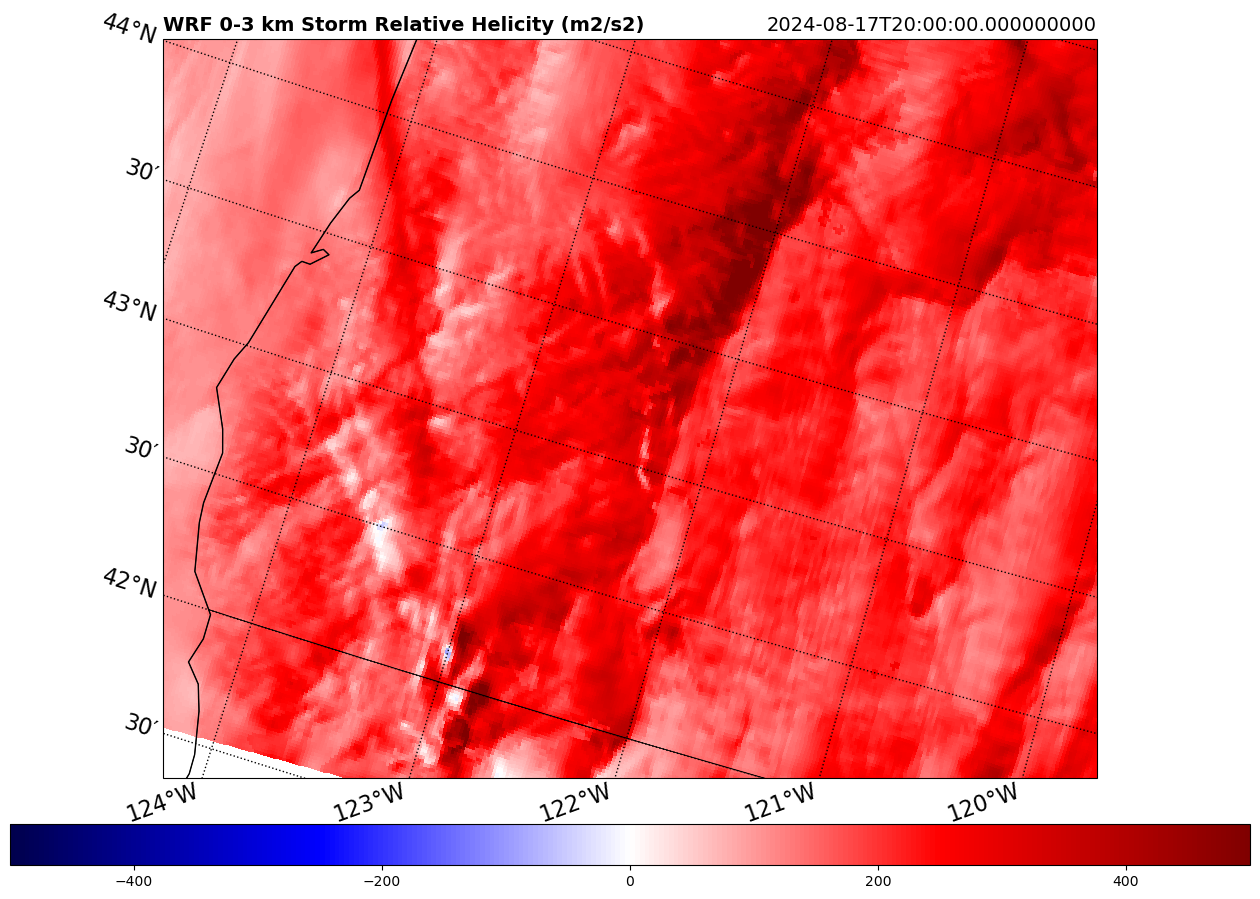 WRF 0-3 km Storm Relative Helicity (m2/s2) 2024-08-17T20:00:00.000000000
44°N
30′
43°N
30′
42°N
30′
124°W 123°W 122°W 121°W 120°W
−400 −200 0 200 400